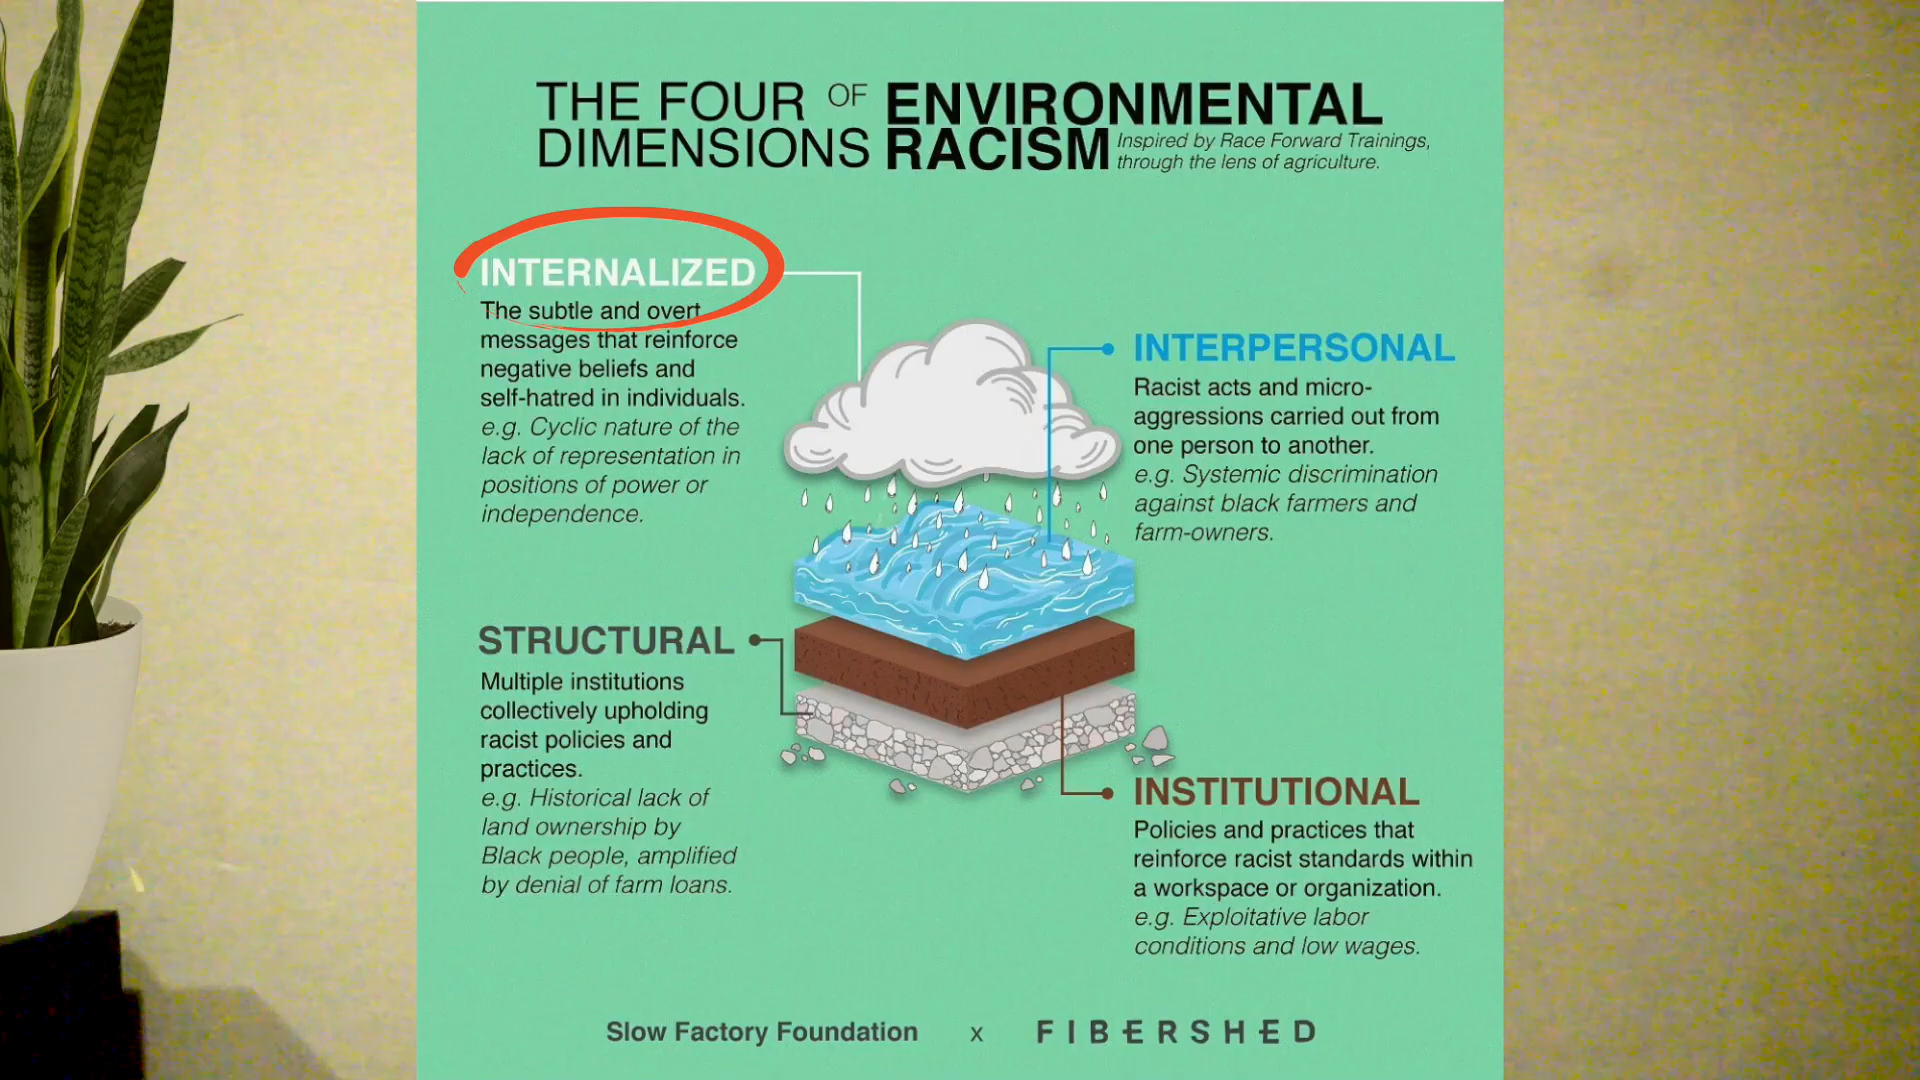 THE FOUR OF ENVIRONMENTAL
DIMENSIONS RACISM
Inspired by Race Forward Trainings,
through the lens of agriculture.
INTERNALIZED
The subtle and overt
messages that reinforce
negative beliefs and
self-hatred in individuals.
e.g. Cyclic nature of the
lack of representation in
positions of power or
independence.
INTERPERSONAL
Racist acts and micro-
aggressions carried out from
one person to another.
e.g. Systemic discrimination
against black farmers and
farm-owners.
STRUCTURAL
Multiple institutions
collectively upholding
racist policies and
practices.
e.g. Historical lack of
land ownership by
Black people, amplified
by denial of farm loans.
INSTITUTIONAL
Policies and practices that
reinforce racist standards within
a workspace or organization.
e.g. Exploitative labor
conditions and low wages.
Slow Factory Foundation x FIBERSHED